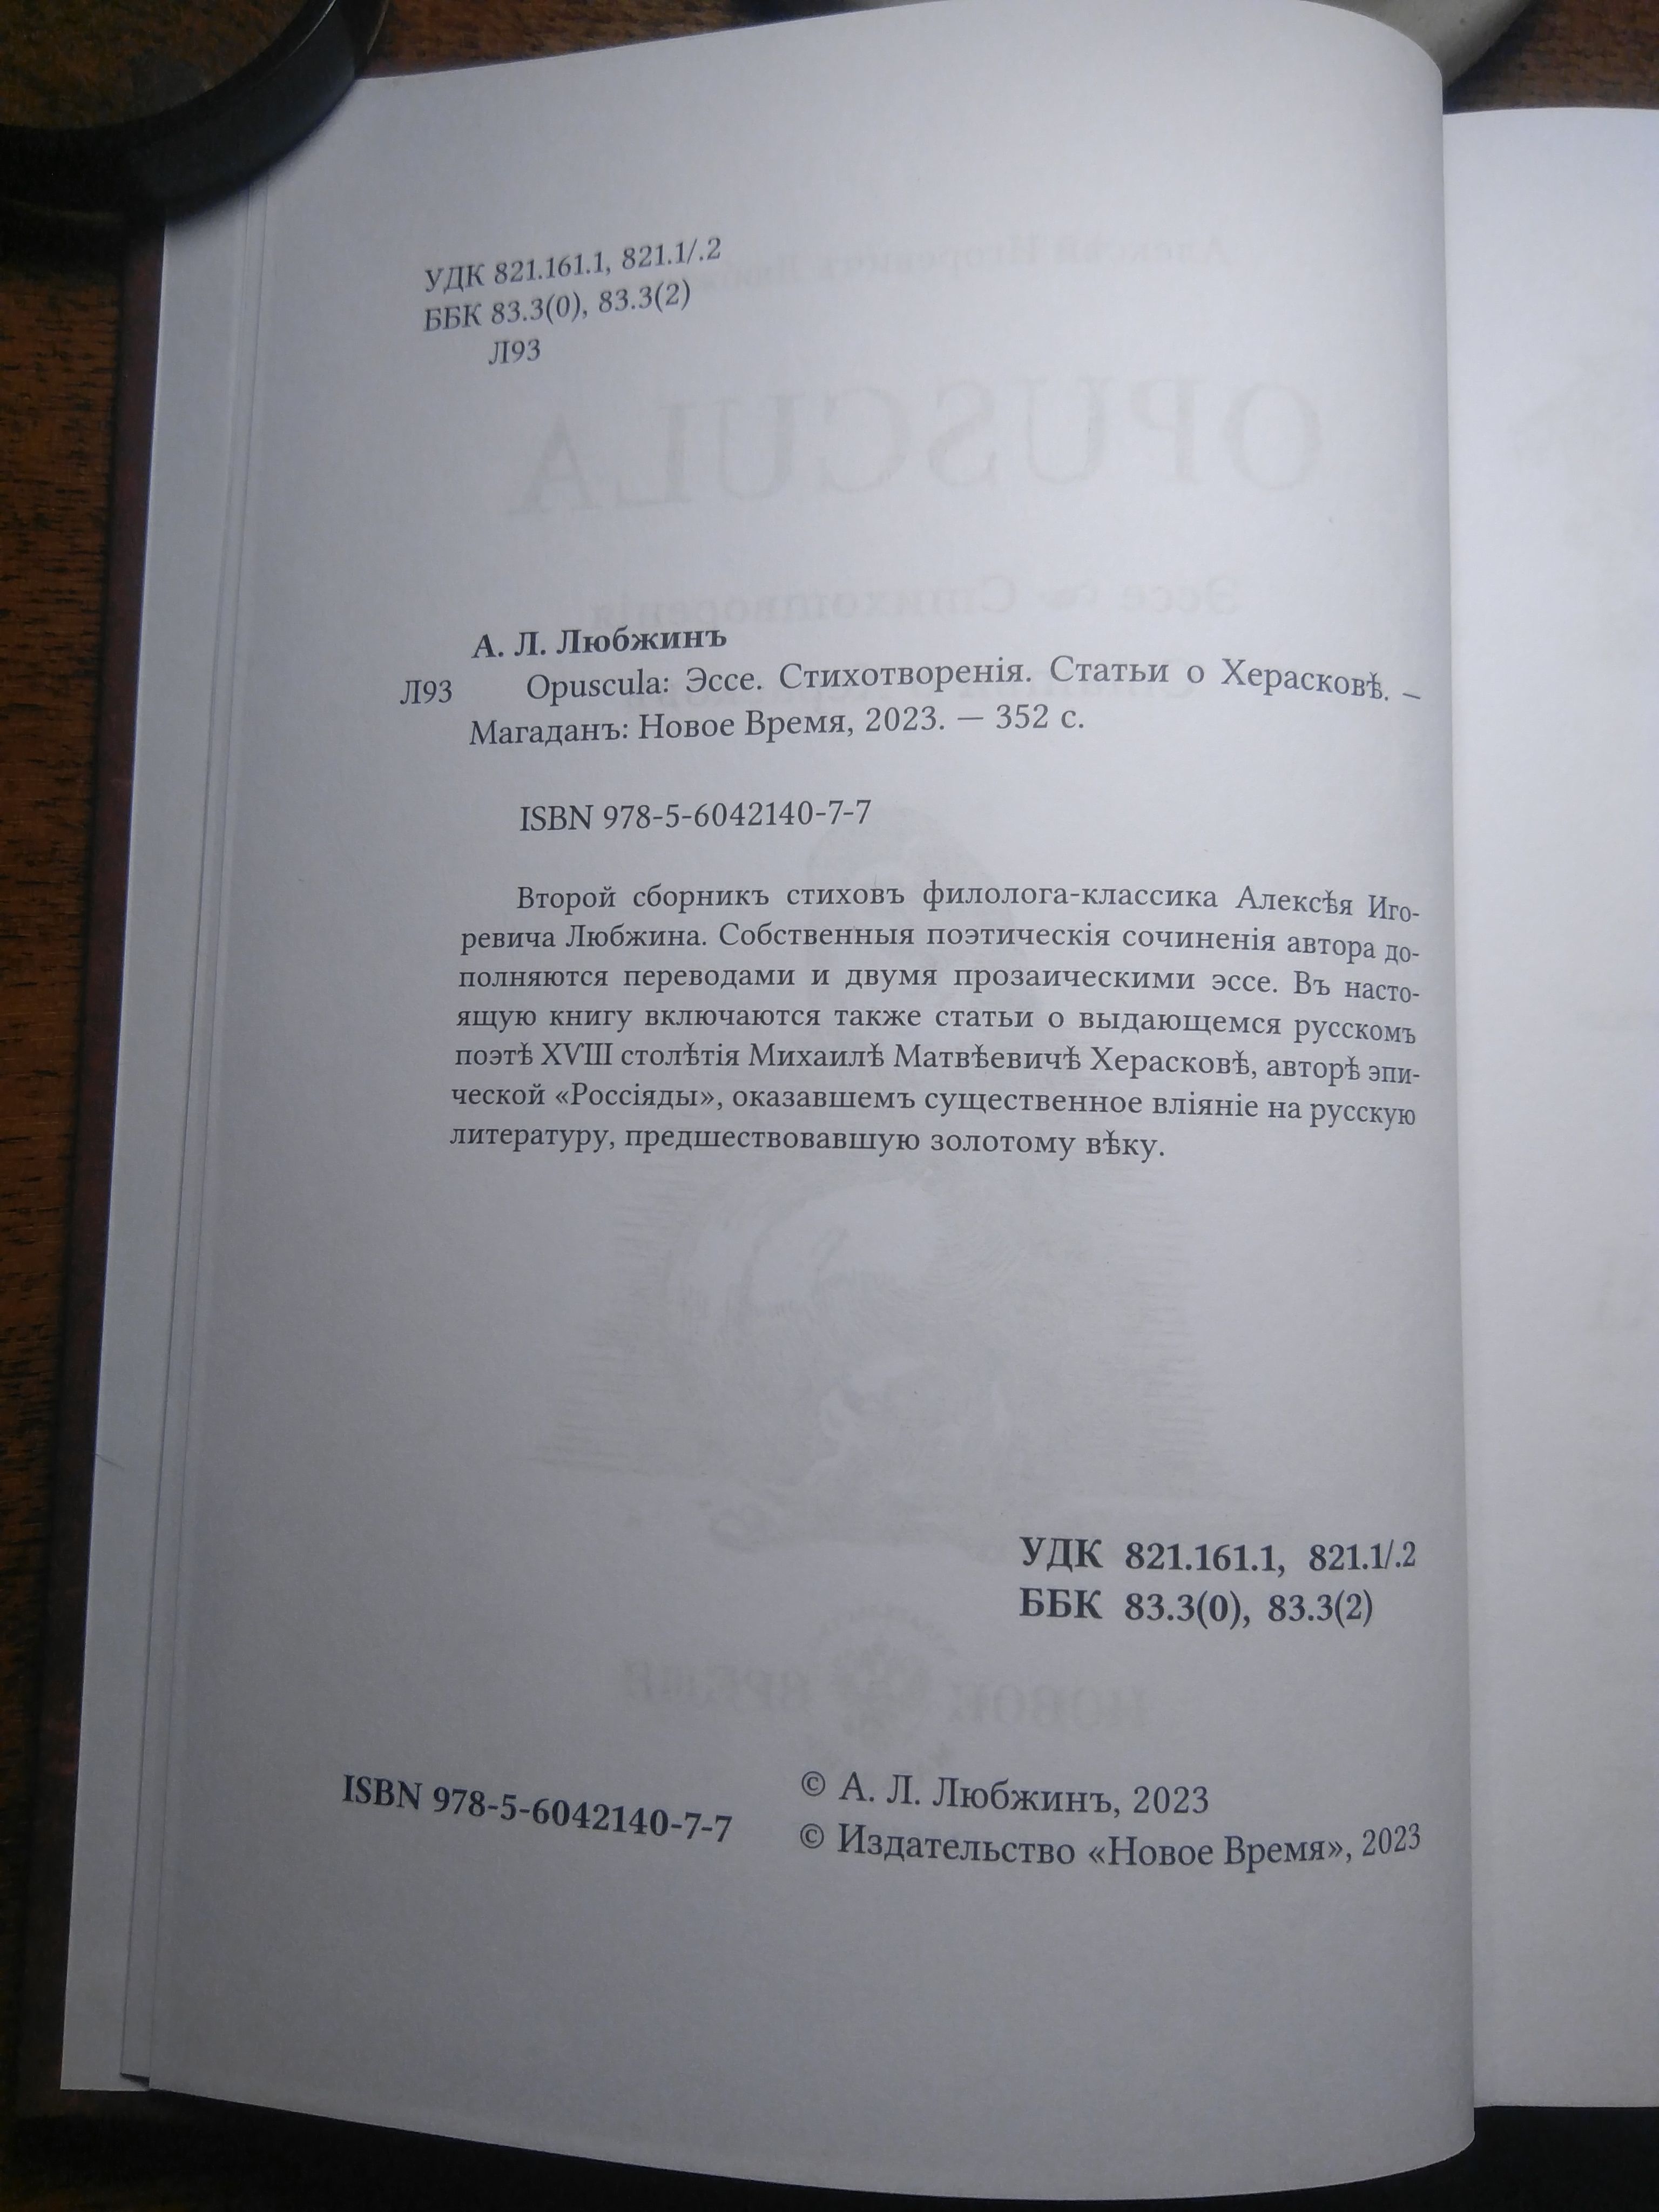 УДК 821.161.1, 821.1/.2
ББК 83.3(0), 83.3(2)
Л93
OPUSCULA
Эссе Стихотворенія
А. Л. Любжинъ
Л93 Opuscula: Эссе. Стихотворенія. Статьи о Херасковѣ. –
Магаданъ: Новое Время, 2023. — 352 с.
ISBN 978-5-6042140-7-7
Второй сборникъ стиховъ филолога-классика Алексѣя Иго-
ревича Любжина. Собственныя поэтическія сочиненія автора до-
полняются переводами и двумя прозаическими эссе. Въ насто-
ящую книгу включаются также статьи о выдающемся русскомъ
поэтѣ XVIII столѣтія Михаилѣ Матвѣевичѣ Херасковѣ, авторѣ эпи-
ческой «Россіяды», оказавшемъ существенное вліяніе на русскую
литературу, предшествовавшую золотому вѣку.
УДК 821.161.1, 821.1/.2
ББК 83.3(0), 83.3(2)
НОВОЕ ВРЕМЯ
ISBN 978-5-6042140-7-7
© А. Л. Любжинъ, 2023
© Издательство «Новое Время», 2023